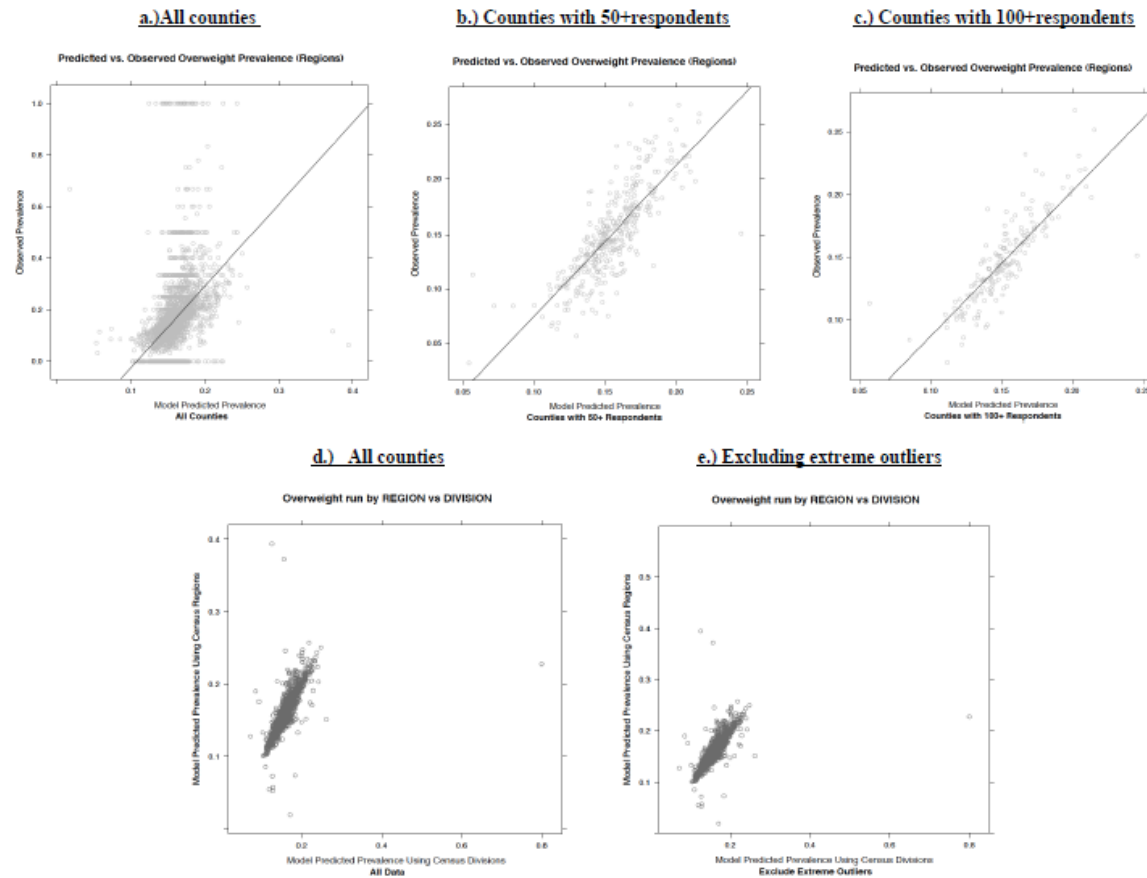 a.)All counties
b.) Counties with 50+respondents
c.) Counties with 100+respondents
Predicted vs. Observed Overweight Prevalence (Regions)
Observed Prevalence
1.0
0.8
0.6
0.4
0.2
0.0
0.1
0.2
0.3
0.4
Model Predicted Prevalence
All Counties
Predicted vs. Observed Overweight Prevalence (Regions)
Observed Prevalence
0.25
0.20
0.15
0.10
0.05
0.05
0.10
0.15
0.20
0.25
Model Predicted Prevalence
Counties with 50+ Respondents
Predicted vs. Observed Overweight Prevalence (Regions)
Observed Prevalence
0.25
0.20
0.15
0.10
0.05
0.10
0.15
0.20
0.25
Model Predicted Prevalence
Counties with 100+ Respondents
d.) All counties
e.) Excluding extreme outliers
Overweight run by REGION vs DIVISION
Model Predicted Prevalence Using Census Regions
0.4
0.3
0.2
0.1
0.2
0.4
0.6
0.8
Model Predicted Prevalence Using Census Divisions
All Data
Overweight run by REGION vs DIVISION
Model Predicted Prevalence Using Census Regions
0.5
0.4
0.3
0.2
0.1
0.2
0.4
0.6
0.8
Model Predicted Prevalence Using Census Divisions
Exclude Extreme Outliers